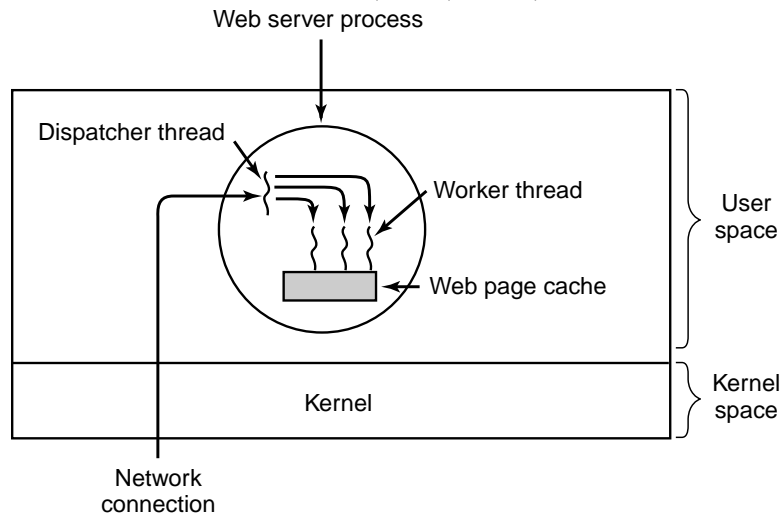 Web server process
Dispatcher thread
Worker thread
User
space
Web page cache
Kernel
Kernel
space
Network
connection